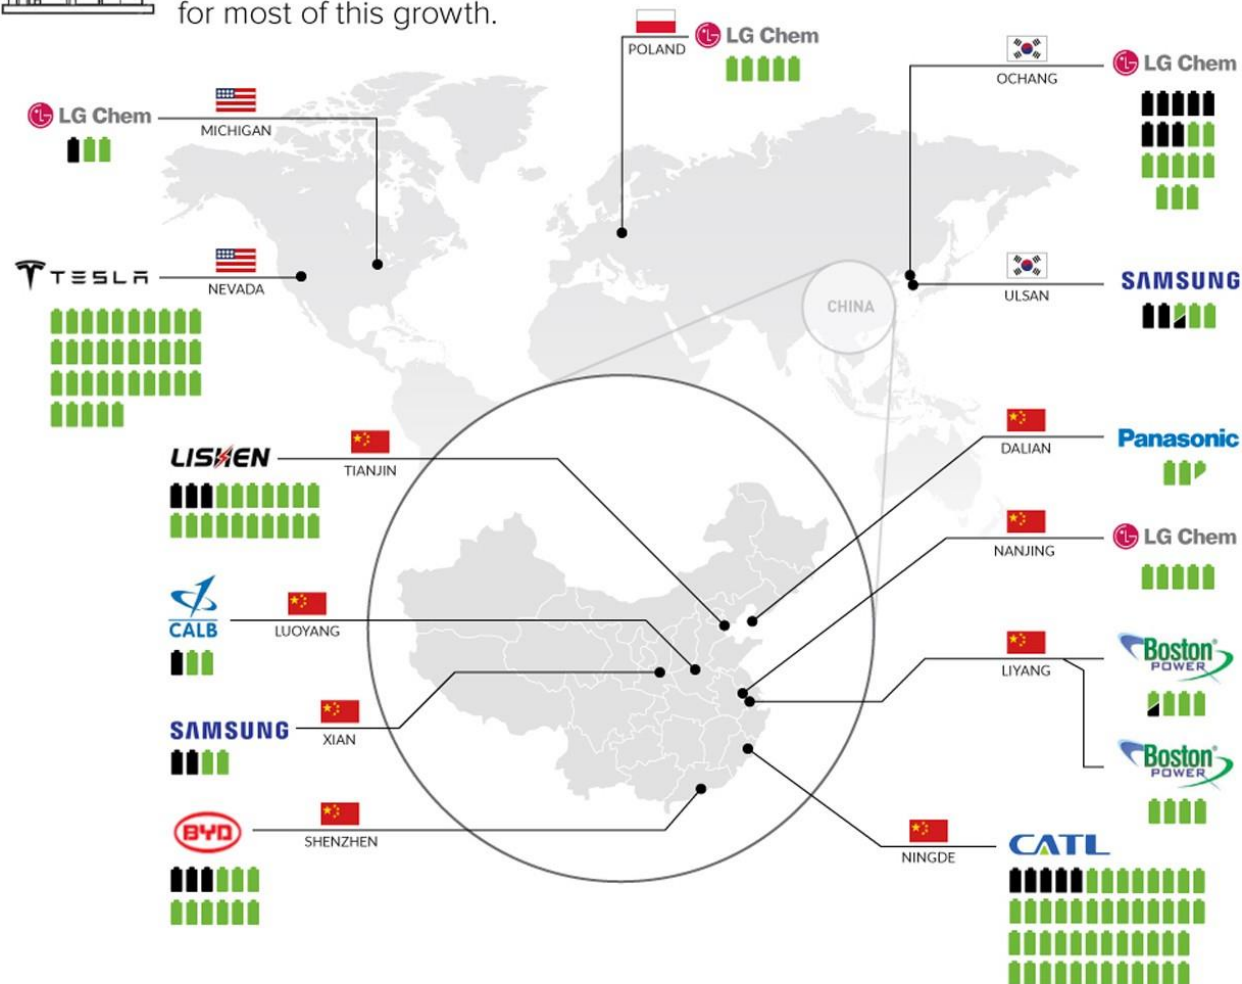 for most of this growth.
POLAND
LG Chem
OCHANG
LG Chem
LG Chem
MICHIGAN
TESLA
NEVADA
ULSAN
SAMSUNG
CHINA
LISHEN
TIANJIN
DALIAN
Panasonic
NANJING
LG Chem
CALB
LUOYANG
LIYANG
Boston
POWER
SAMSUNG
XIAN
Boston
POWER
BYD
SHENZHEN
NINGDE
CATL